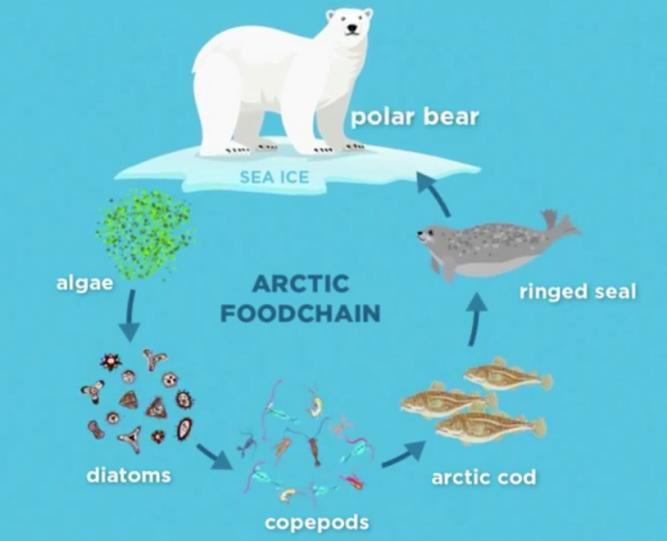 polar bear
SEA ICE
algae
ARCTIC
FOODCHAIN
ringed seal
diatoms
arctic cod
copepods